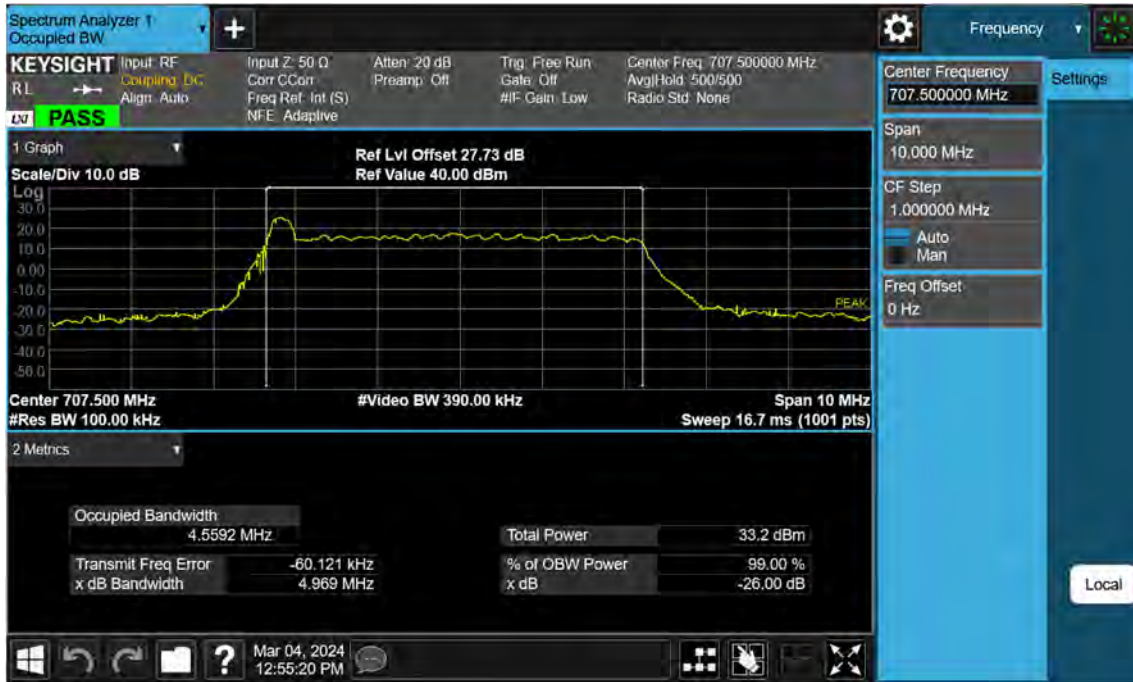 Spectrum Analyzer 1
Occupied BW
+
Frequency
KEYSIGHT
RL
LXI
PASS
Input: RF
Coupling: DC
Align: Auto
Input Z: 50 Ω
Corr CCorr
Freq Ref: Int (S)
NFE: Adaptive
Atten: 20 dB
Preamp: Off
Trig: Free Run
Gate: Off
#IF Gain: Low
Center Freq: 707.500000 MHz
Avg|Hold: 500/500
Radio Std: None
Center Frequency
707.500000 MHz
Settings
Span
10.000 MHz
CF Step
1.000000 MHz
Auto
Man
Freq Offset
0 Hz
1 Graph
Scale/Div 10.0 dB
Ref Lvl Offset 27.73 dB
Ref Value 40.00 dBm
Log
30.0
20.0
10.0
0.00
-10.0
-20.0
-30.0
-40.0
-50.0
PEAK
Center 707.500 MHz
#Video BW 390.00 kHz
Span 10 MHz
#Res BW 100.00 kHz
Sweep 16.7 ms (1001 pts)
2 Metrics
Occupied Bandwidth
4.5592 MHz
Total Power 33.2 dBm
Transmit Freq Error -60.121 kHz
% of OBW Power 99.00 %
x dB Bandwidth 4.969 MHz
x dB -26.00 dB
Local
?
Mar 04, 2024
12:55:20 PM